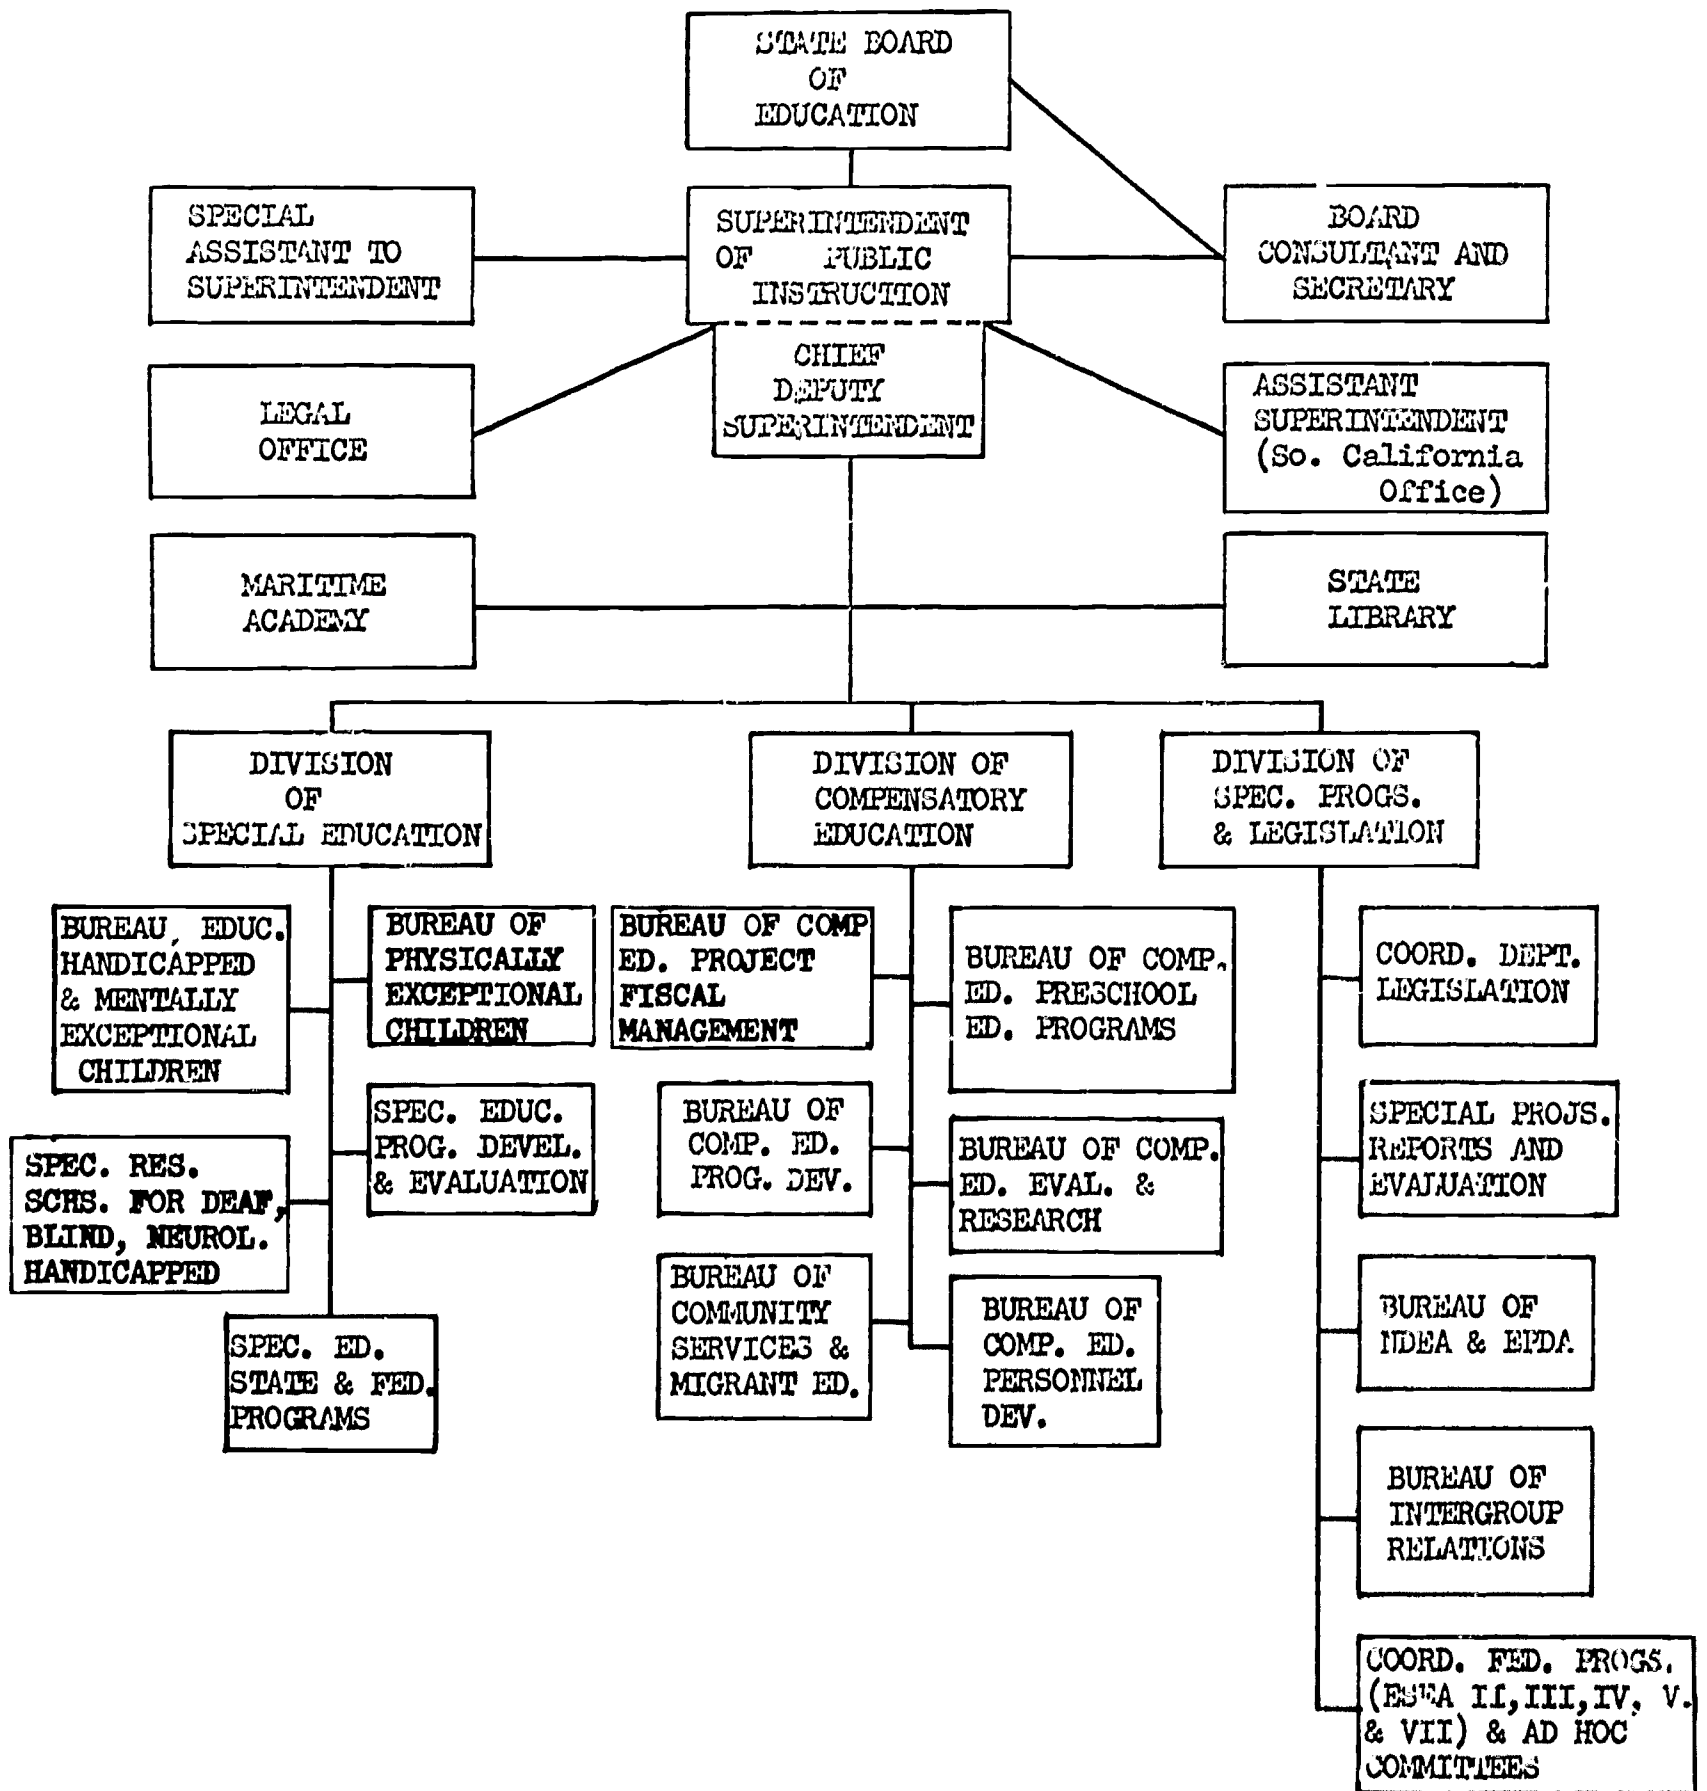 STATE BOARD
OF
EDUCATION
SPECIAL
ASSISTANT TO
SUPERINTENDENT
SUPERINTENDENT
OF PUBLIC
INSTRUCTION
BOARD
CONSULTANT AND
SECRETARY
CHIEF
DEPUTY
SUPERINTENDENT
LEGAL
OFFICE
ASSISTANT
SUPERINTENDENT
(So. California
Office)
MARITIME
ACADEMY
STATE
LIBRARY
DIVISION
OF
SPECIAL EDUCATION
DIVISION OF
COMPENSATORY
EDUCATION
DIVISION OF
SPEC. PROGS.
& LEGISLATION
BUREAU, EDUC.
HANDICAPPED
& MENTALLY
EXCEPTIONAL
CHILDREN
BUREAU OF
PHYSICALLY
EXCEPTIONAL
CHILDREN
SPEC. RES.
SCHS. FOR DEAF,
BLIND, NEUROL.
HANDICAPPED
SPEC. EDUC.
PROG. DEVEL.
& EVALUATION
SPEC. ED.
STATE & FED.
PROGRAMS
BUREAU OF COMP
ED. PROJECT
FISCAL
MANAGEMENT
BUREAU OF COMP.
ED. PRESCHOOL
ED. PROGRAMS
BUREAU OF
COMP. ED.
PROG. DEV.
BUREAU OF COMP.
ED. EVAL. &
RESEARCH
BUREAU OF
COMMUNITY
SERVICES &
MIGRANT ED.
BUREAU OF
COMP. ED.
PERSONNEL
DEV.
COORD. DEPT.
LEGISLATION
SPECIAL PROJS.
REPORTS AND
EVALUATION
BUREAU OF
NDEA & EPDA
BUREAU OF
INTERGROUP
RELATIONS
COORD. FED. PROGS.
(ESEA II,III,IV, V.
& VII) & AD HOC
COMMITTEES